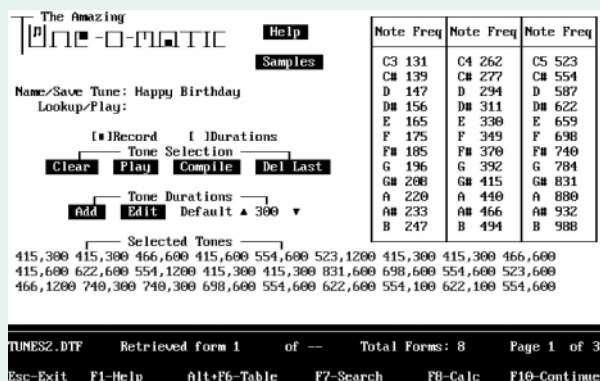 The Amazing
TONE-O-MATIC
Help
Samples
Name/Save Tune: Happy Birthday
Lookup/Play:
[▪]Record [ ]Durations
Tone Selection
Clear Play Compile Del Last
Tone Durations
Add Edit Default ▲ 300 ▼
Selected Tones
415,300 415,300 466,600 415,600 554,600 523,1200 415,300 415,300 466,600
415,600 622,600 554,1200 415,300 415,300 831,600 698,600 554,600 523,600
466,1200 740,300 740,300 698,600 554,600 622,600 554,100 622,100 554,600
Note Freq Note Freq Note Freq
C3 131 C4 262 C5 523
C# 139 C# 277 C# 554
D 147 D 294 D 587
D# 156 D# 311 D# 622
E 165 E 330 E 659
F 175 F 349 F 698
F# 185 F# 370 F# 740
G 196 G 392 G 784
G# 208 G# 415 G# 831
A 220 A 440 A 880
A# 233 A# 466 A# 932
B 247 B 494 B 988
TUNES2.DTF Retrieved form 1 of -- Total Forms: 8 Page 1 of 3
Esc-Exit F1-Help Alt+F6-Table F7-Search F8-Calc F10-Continue